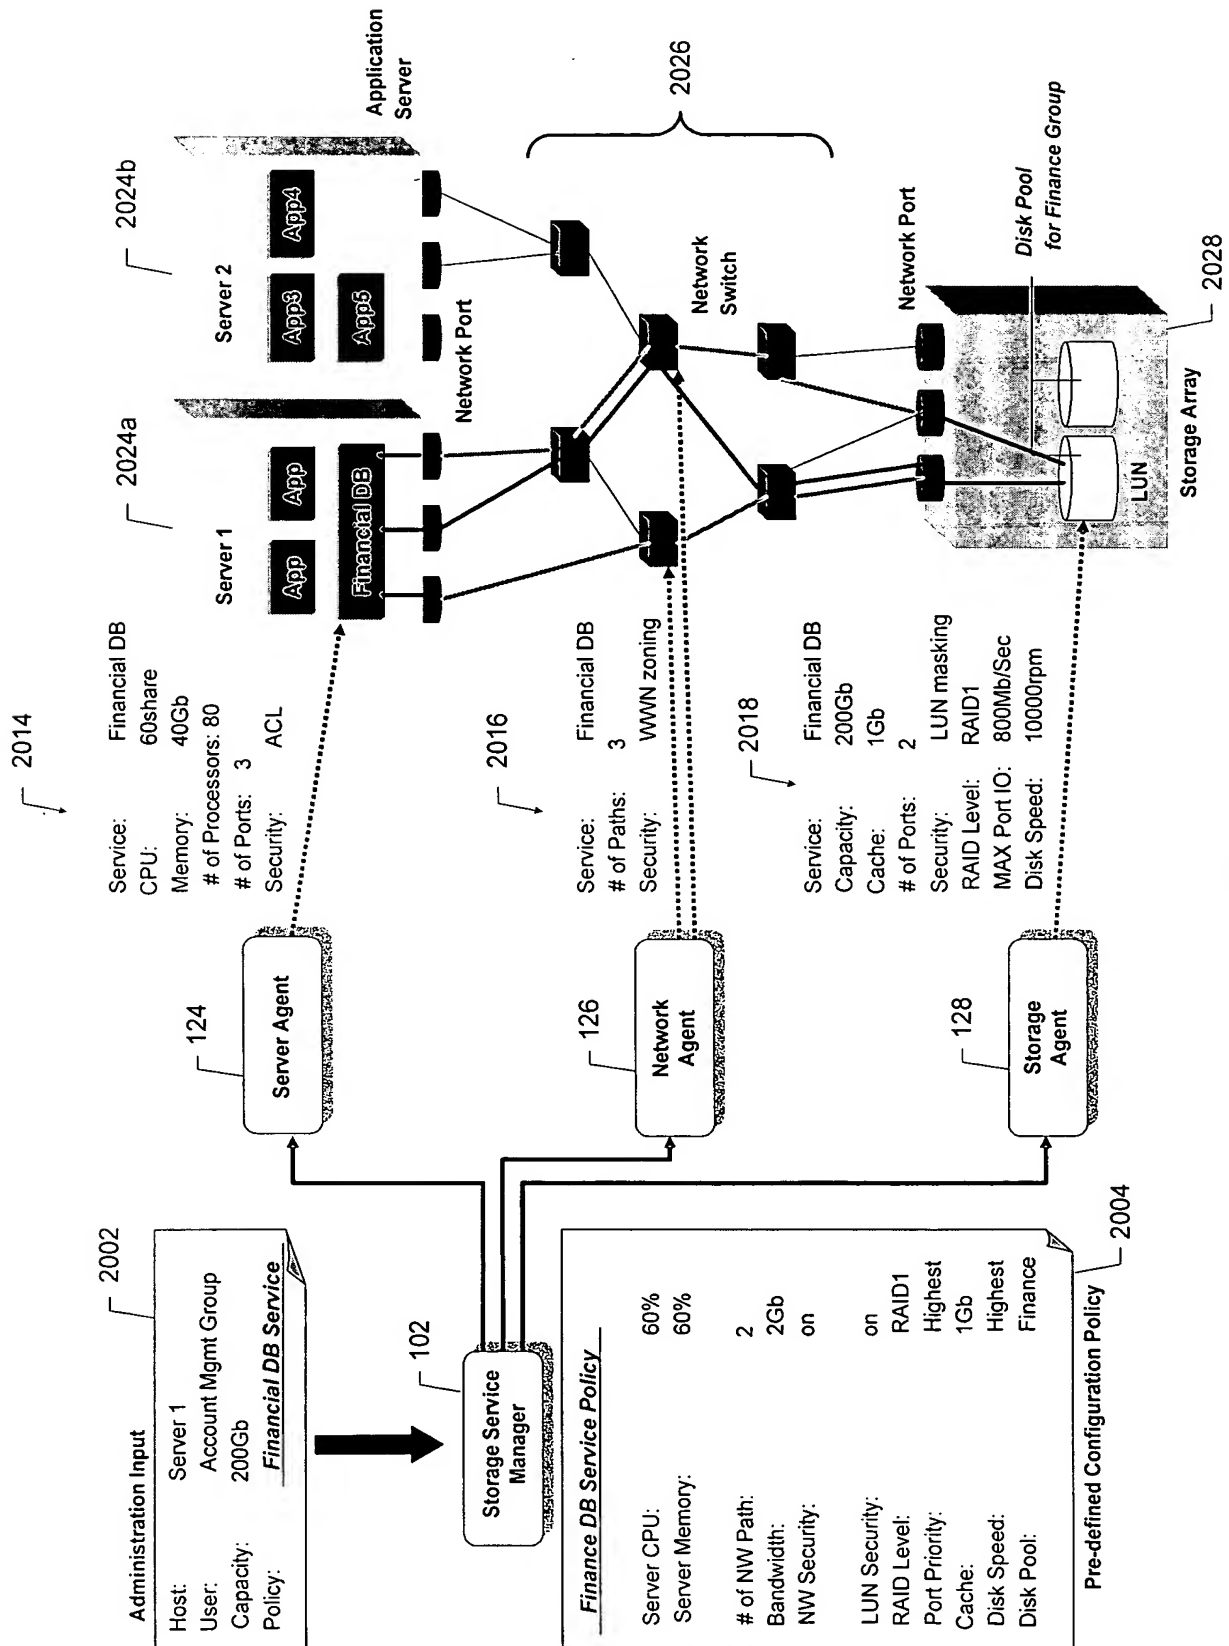 Administration Input
2002
Host: Server 1
User: Account Mgmt Group
Capacity: 200Gb
Policy: Financial DB Service
102
Storage Service
Manager
Finance DB Service Policy
Server CPU: 60%
Server Memory: 60%
# of NW Path: 2
Bandwidth: 2Gb
NW Security: on
LUN Security: on
RAID Level: RAID1
Port Priority: Highest
Cache: 1Gb
Disk Speed: Highest
Disk Pool: Finance
2004
Pre-defined Configuration Policy
124
Server Agent
126
Network
Agent
128
Storage
Agent
2014
Service: Financial DB
CPU: 60share
Memory: 40Gb
# of Processors: 80
# of Ports: 3
Security: ACL
2016
Service: Financial DB
# of Paths: 3
Security: WWN zoning
2018
Service: Financial DB
Capacity: 200Gb
Cache: 1Gb
# of Ports: 2
Security: LUN masking
RAID Level: RAID1
MAX Port IO: 800Mb/Sec
Disk Speed: 10000rpm
2024a
Server 1
App
App
Financial DB
2024b
Server 2
App3
App4
App5
Application
Server
Network Port
2026
Network
Switch
Network Port
Disk Pool
for Finance Group
LUN
Storage Array
2028